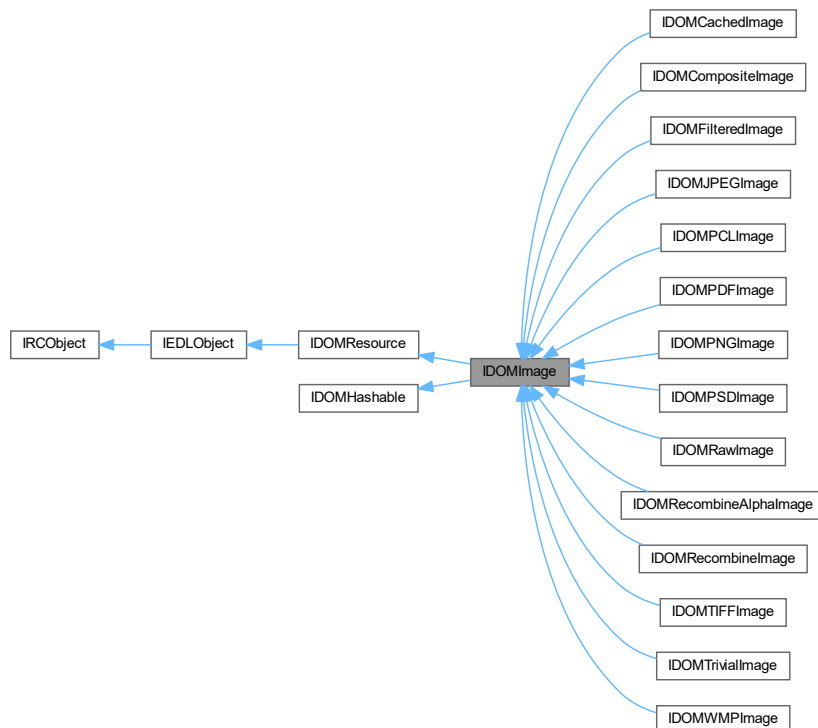 IDOMCachedImage
IDOMCompositeImage
IDOMFilteredImage
IDOMJPEGImage
IDOMPCLImage
IDOMPDFImage
IRCObject
IEDLObject
IDOMResource
IDOMPNGImage
IDOMImage
IDOMHashable
IDOMPSDImage
IDOMRawImage
IDOMRecombineAlphaImage
IDOMRecombineImage
IDOMTIFFImage
IDOMTrivialImage
IDOMWMPImage